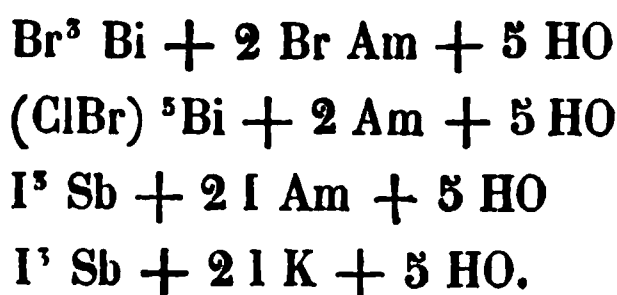 Br³ Bi + 2 Br Am + 5 HO
(ClBr) ⁵Bi + 2 Am + 5 HO
I³ Sb + 2 I Am + 5 HO
I³ Sb + 2 I K + 5 HO.